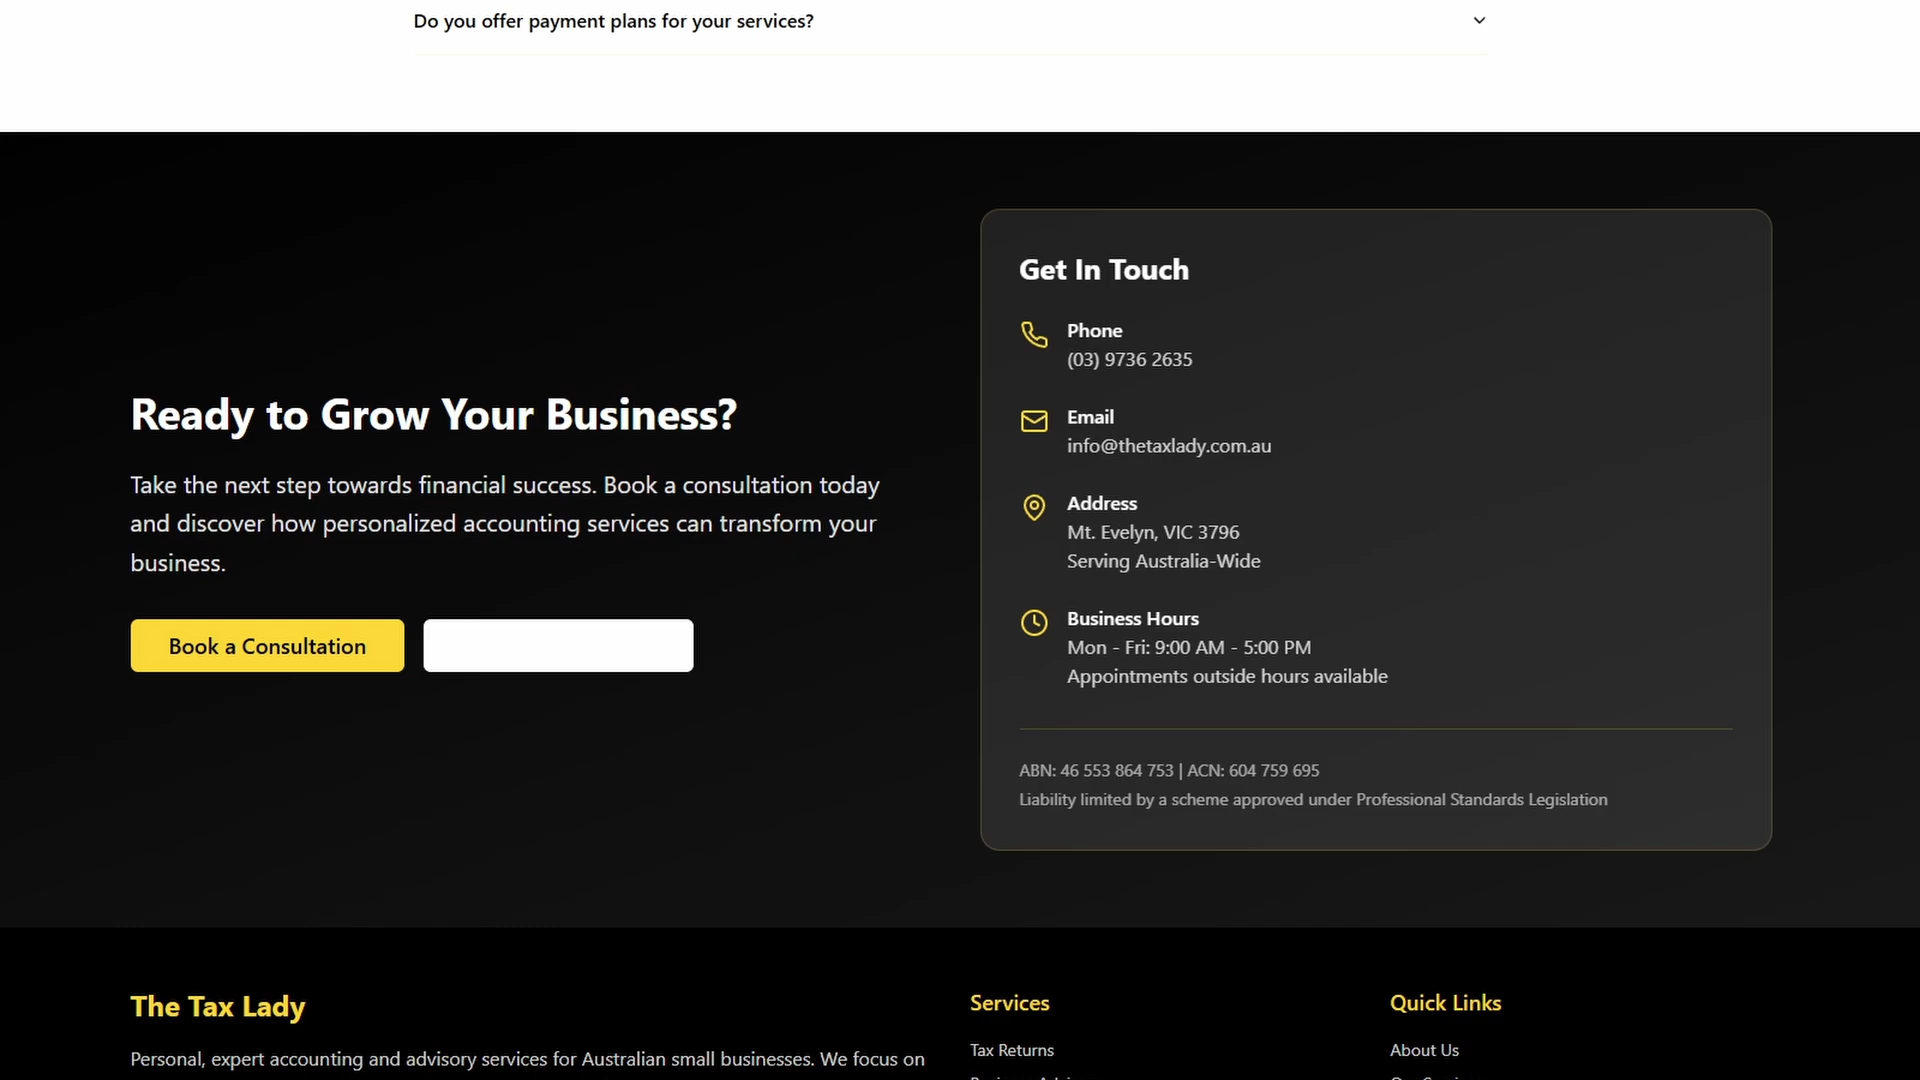 Do you offer payment plans for your services?
Ready to Grow Your Business?
Take the next step towards financial success. Book a consultation today
and discover how personalized accounting services can transform your
business.
Book a Consultation
Get In Touch
Phone
(03) 9736 2635
Email
info@thetaxlady.com.au
Address
Mt. Evelyn, VIC 3796
Serving Australia-Wide
Business Hours
Mon - Fri: 9:00 AM - 5:00 PM
Appointments outside hours available
ABN: 46 553 864 753 | ACN: 604 759 695
Liability limited by a scheme approved under Professional Standards Legislation
The Tax Lady
Personal, expert accounting and advisory services for Australian small businesses. We focus on
Services
Tax Returns
Quick Links
About Us